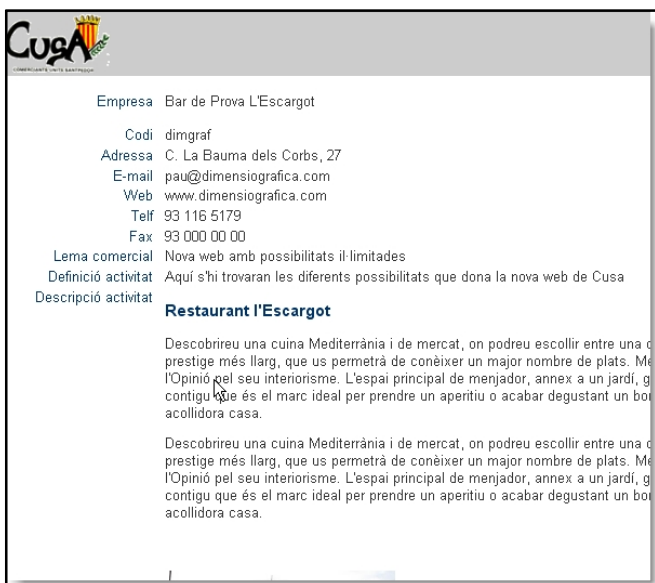 CUSA
COMERCIANTS UNITS SANTPEDOR
Empresa Bar de Prova L'Escargot
Codi dimgraf
Adressa C. La Bauma dels Corbs, 27
E-mail pau@dimensiografica.com
Web www.dimensiografica.com
Telf 93 116 5179
Fax 93 000 00 00
Lema comercial Nova web amb possibilitats il·limitades
Definició activitat Aquí s'hi trovaran les diferents possibilitats que dona la nova web de Cusa
Descripció activitat
Restaurant l'Escargot
Descobrireu una cuina Mediterrània i de mercat, on podreu escollir entre una
prestige més llarg, que us permetrà de conèixer un major nombre de plats.
l'Opinió pel seu interiorisme. L'espai principal de menjador, annex a un jardí,
contigu que és el marc ideal per prendre un aperitiu o acabar degustant un
acollidora casa.
Descobrireu una cuina Mediterrània i de mercat, on podreu escollir entre una
prestige més llarg, que us permetrà de conèixer un major nombre de plats.
l'Opinió pel seu interiorisme. L'espai principal de menjador, annex a un jardí,
contigu que és el marc ideal per prendre un aperitiu o acabar degustant un
acollidora casa.